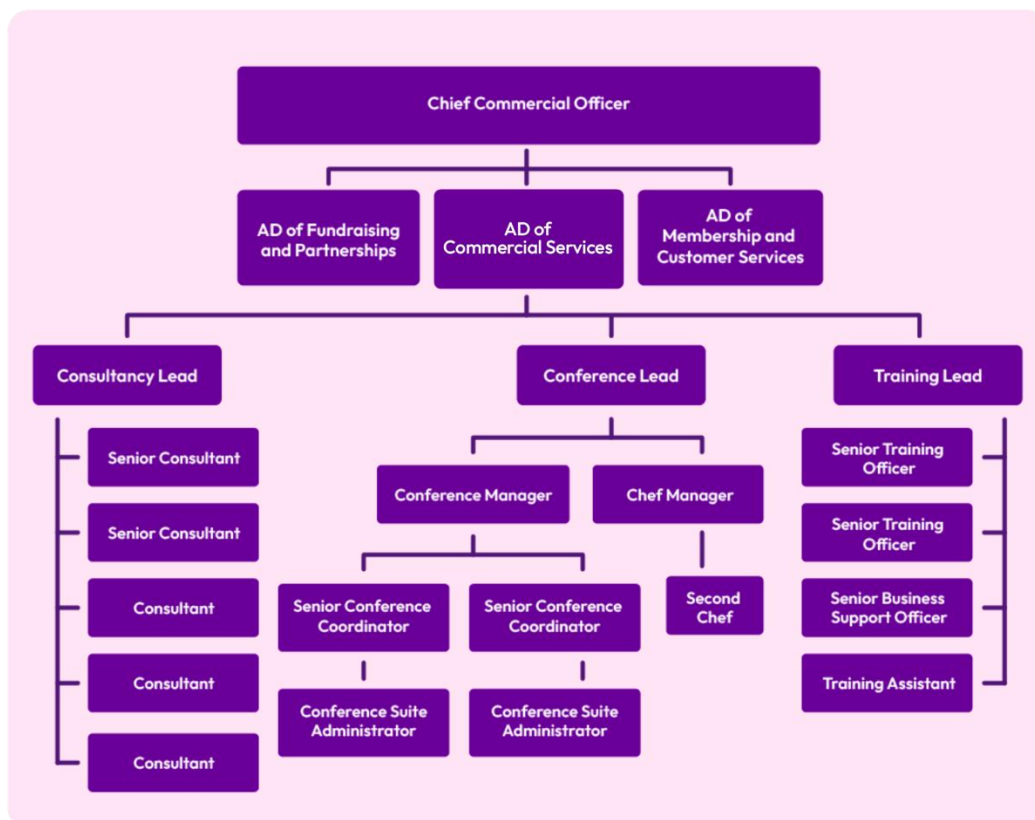 Chief Commercial Officer
AD of Fundraising
and Partnerships
AD of
Commercial Services
AD of
Membership and
Customer Services
Consultancy Lead
Conference Lead
Training Lead
Senior Consultant
Senior Consultant
Consultant
Consultant
Consultant
Conference Manager
Chef Manager
Senior Conference
Coordinator
Senior Conference
Coordinator
Second
Chef
Conference Suite
Administrator
Conference Suite
Administrator
Senior Training
Officer
Senior Training
Officer
Senior Business
Support Officer
Training Assistant